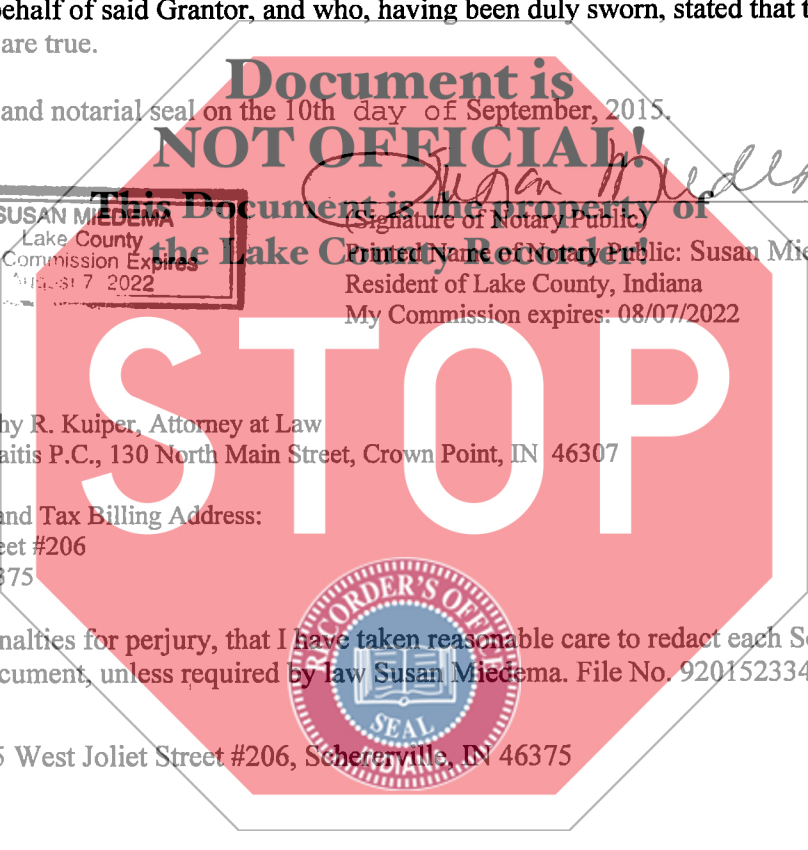 behalf of said Grantor, and who, having been duly sworn, stated that t
are true.
Document is
and notarial seal on the 10th day of September, 2015.
NOT OFFICIAL!
Susan Miedem
This Document is the property of
SUSAN MIEDEMA
(Signature of Notary Public)
Lake County
the Lake County Recorder!
Printed Name of Notary Public: Susan Mie
Commission Expires
August 7 2022
Resident of Lake County, Indiana
My Commission expires: 08/07/2022
STOP
hy R. Kuiper, Attorney at Law
aitis P.C., 130 North Main Street, Crown Point, IN 46307
and Tax Billing Address:
eet #206
375
nalties for perjury, that I have taken reasonable care to redact each S
cument, unless required by law Susan Miedema. File No. 920152334
RECORDER'S OFFICE
SEAL
INDIANA
5 West Joliet Street #206, Schererville, IN 46375